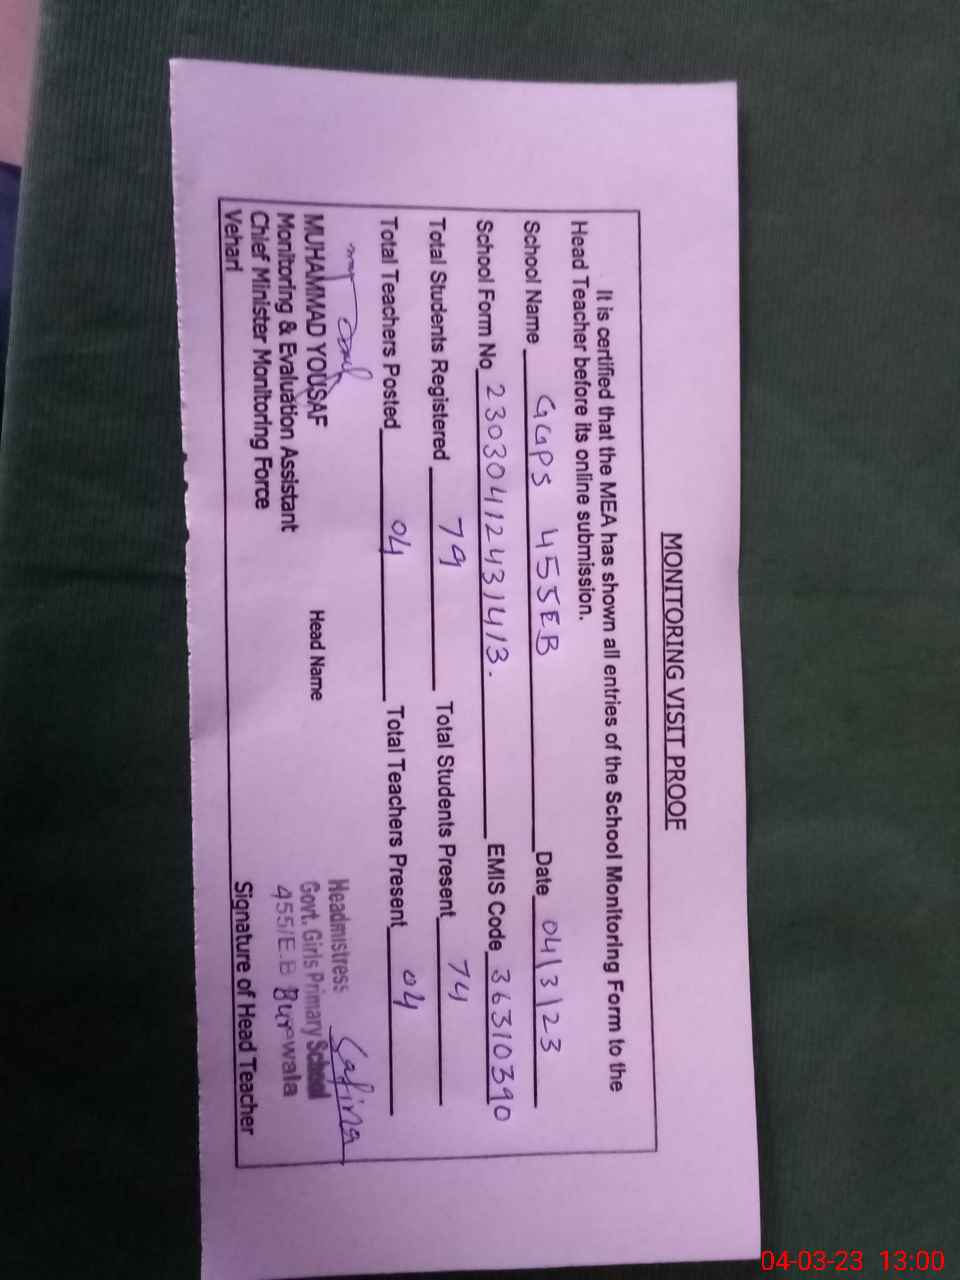 MONITORING VISIT PROOF
It is certified that the MEA has shown all entries of the School Monitoring Form to the
Head Teacher before its online submission.
School Name GGPS 455EB Date 04/3/23
School Form No 23030412431413. EMIS Code 36310390
Total Students Registered 79 Total Students Present 74
Total Teachers Posted 04 Total Teachers Present 04
MUHAMMAD YOUSAF
Monitoring & Evaluation Assistant
Chief Minister Monitoring Force
Vehari
Head Name
Safina
Headmistress
Govt. Girls Primary School
455/E.B Burewala
Signature of Head Teacher
04-03-23 13:00